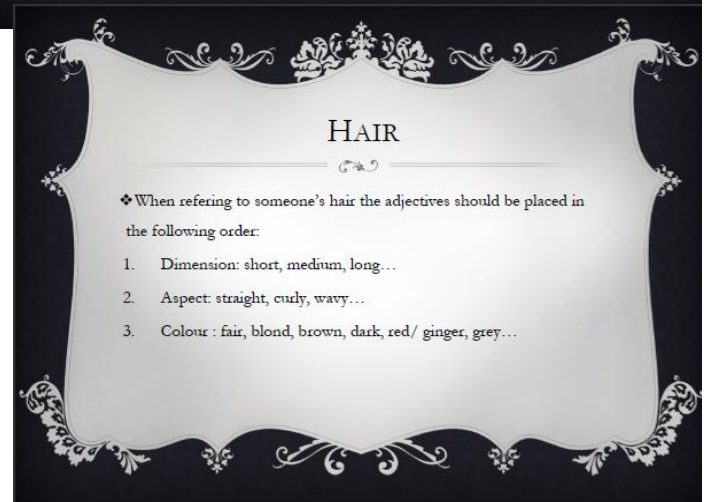 HAIR
❖When refering to someone's hair the adjectives should be placed in
the following order:
1. Dimension: short, medium, long…
2. Aspect: straight, curly, wavy…
3. Colour : fair, blond, brown, dark, red/ ginger, grey…